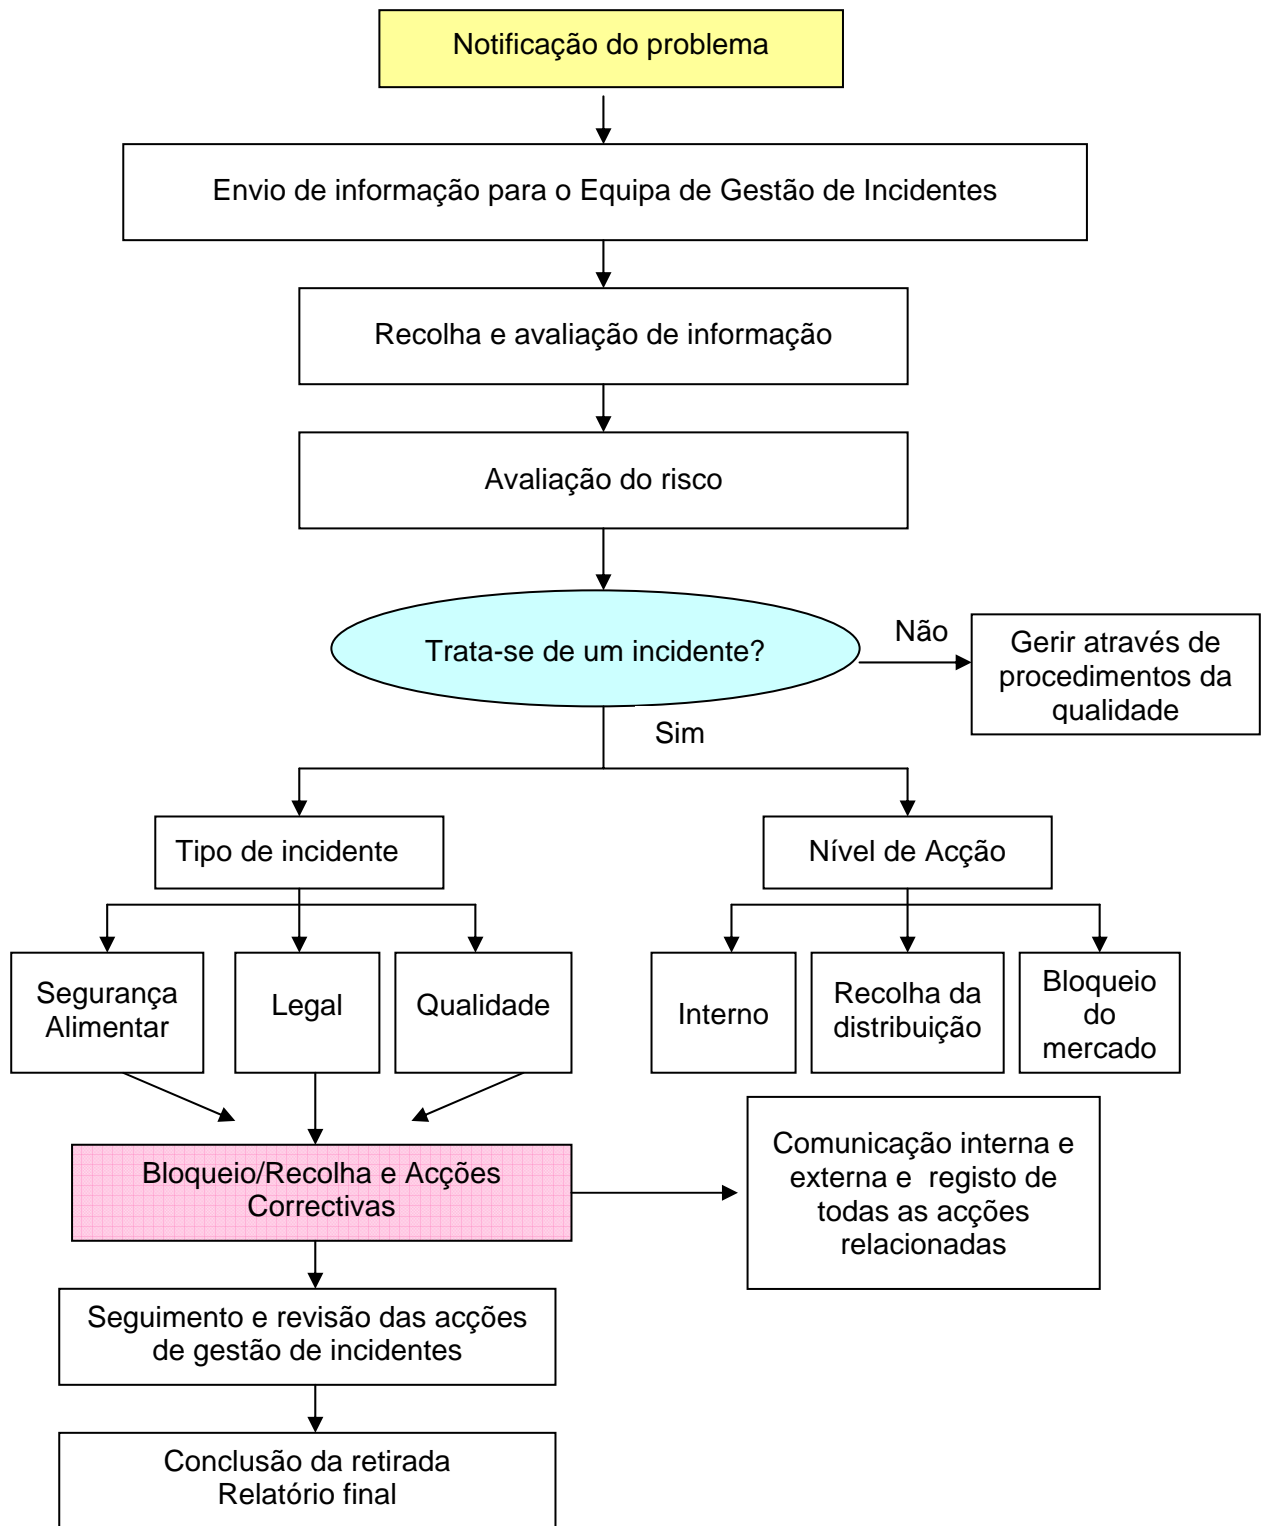 Notificação do problema
Envio de informação para o Equipa de Gestão de Incidentes
Recolha e avaliação de informação
Avaliação do risco
Trata-se de um incidente?
Não
Gerir através de
procedimentos da
qualidade
Sim
Tipo de incidente
Nível de Acção
Segurança
Alimentar
Legal
Qualidade
Interno
Recolha da
distribuição
Bloqueio
do
mercado
Bloqueio/Recolha e Acções
Correctivas
Comunicação interna e
externa e  registo de
todas as acções
relacionadas
Seguimento e revisão das acções
de gestão de incidentes
Conclusão da retirada
Relatório final